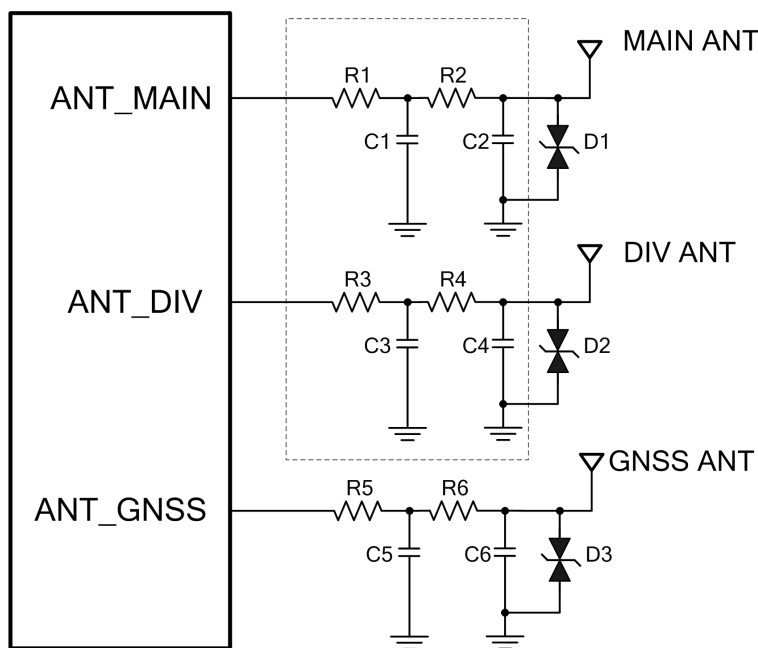 MAIN ANT
R1 R2
ANT_MAIN
C1 C2 D1
DIV ANT
R3 R4
ANT_DIV
C3 C4 D2
GNSS ANT
R5 R6
ANT_GNSS
C5 C6 D3